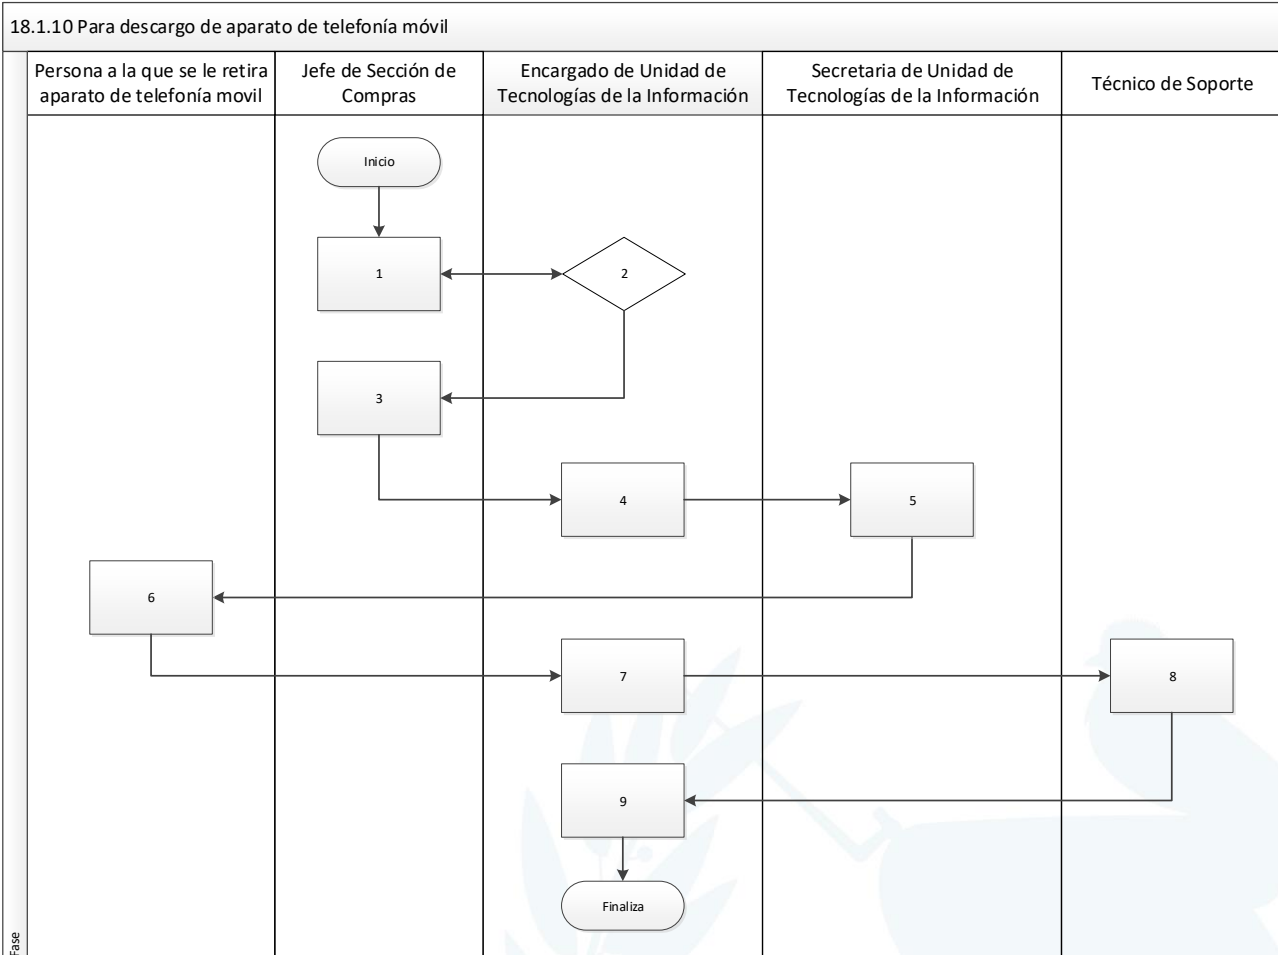 18.1.10 Para descargo de aparato de telefonía móvil
Persona a la que se le retira
aparato de telefonía movil
Jefe de Sección de
Compras
Encargado de Unidad de
Tecnologías de la Información
Secretaria de Unidad de
Tecnologías de la Información
Técnico de Soporte
Inicio
1
2
3
4
5
6
7
8
9
Finaliza
Fase